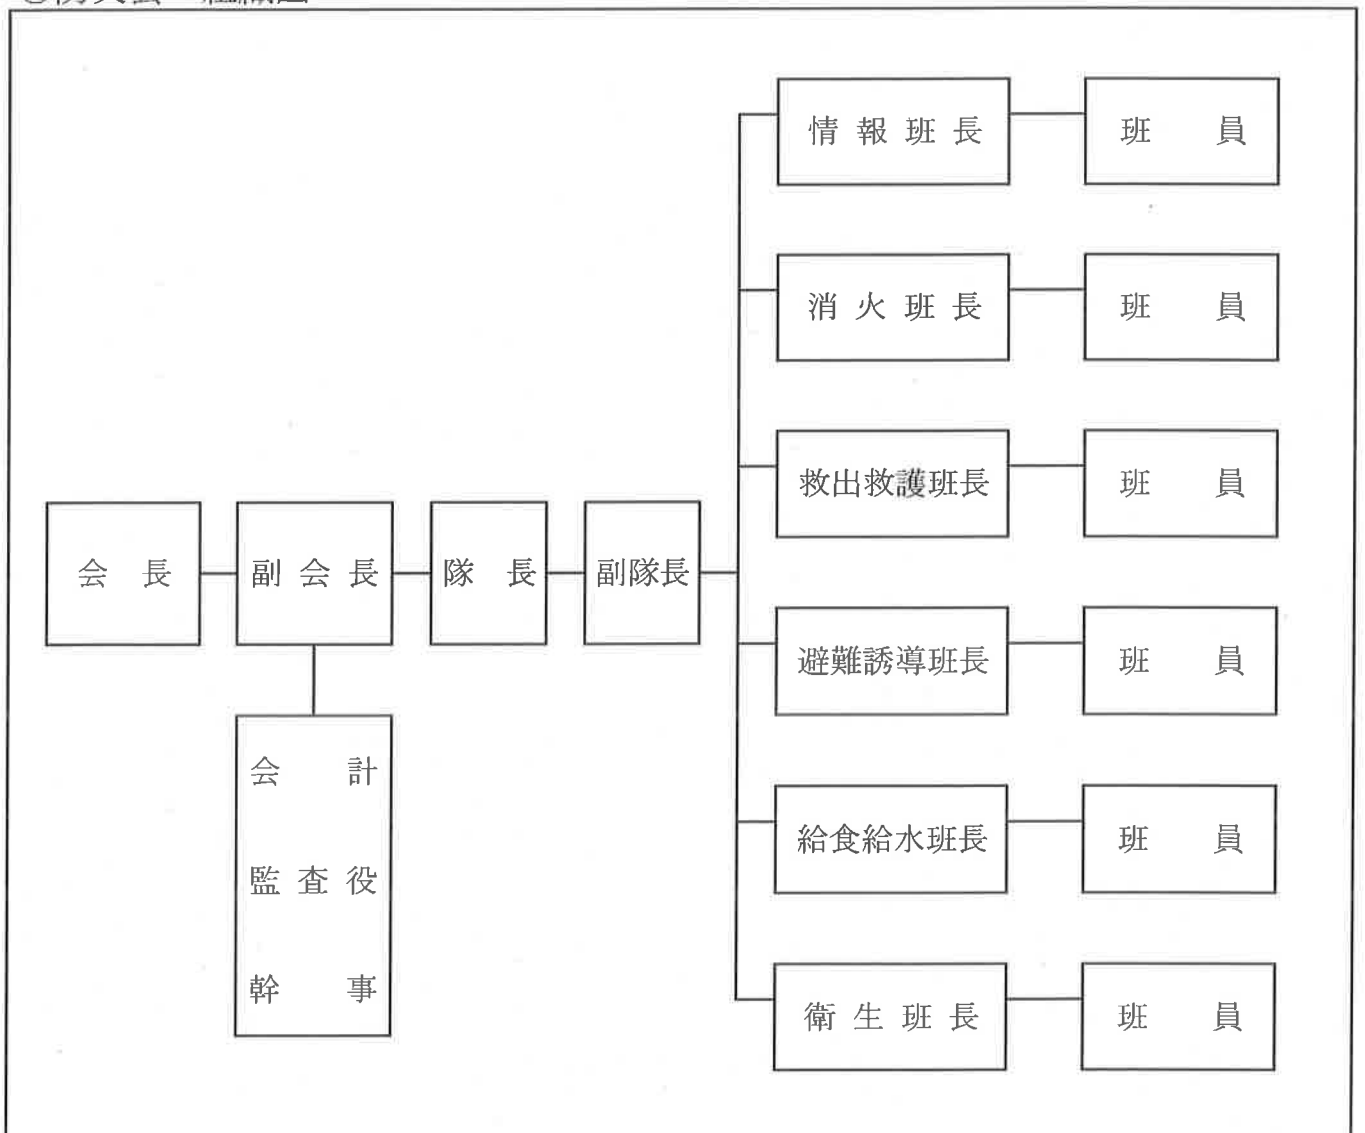 情報班長 班員
消火班長 班員
救出救護班長 班員
会長 副会長 隊長 副隊長
避難誘導班長 班員
会計
給食給水班長 班員
監査役
幹事
衛生班長 班員